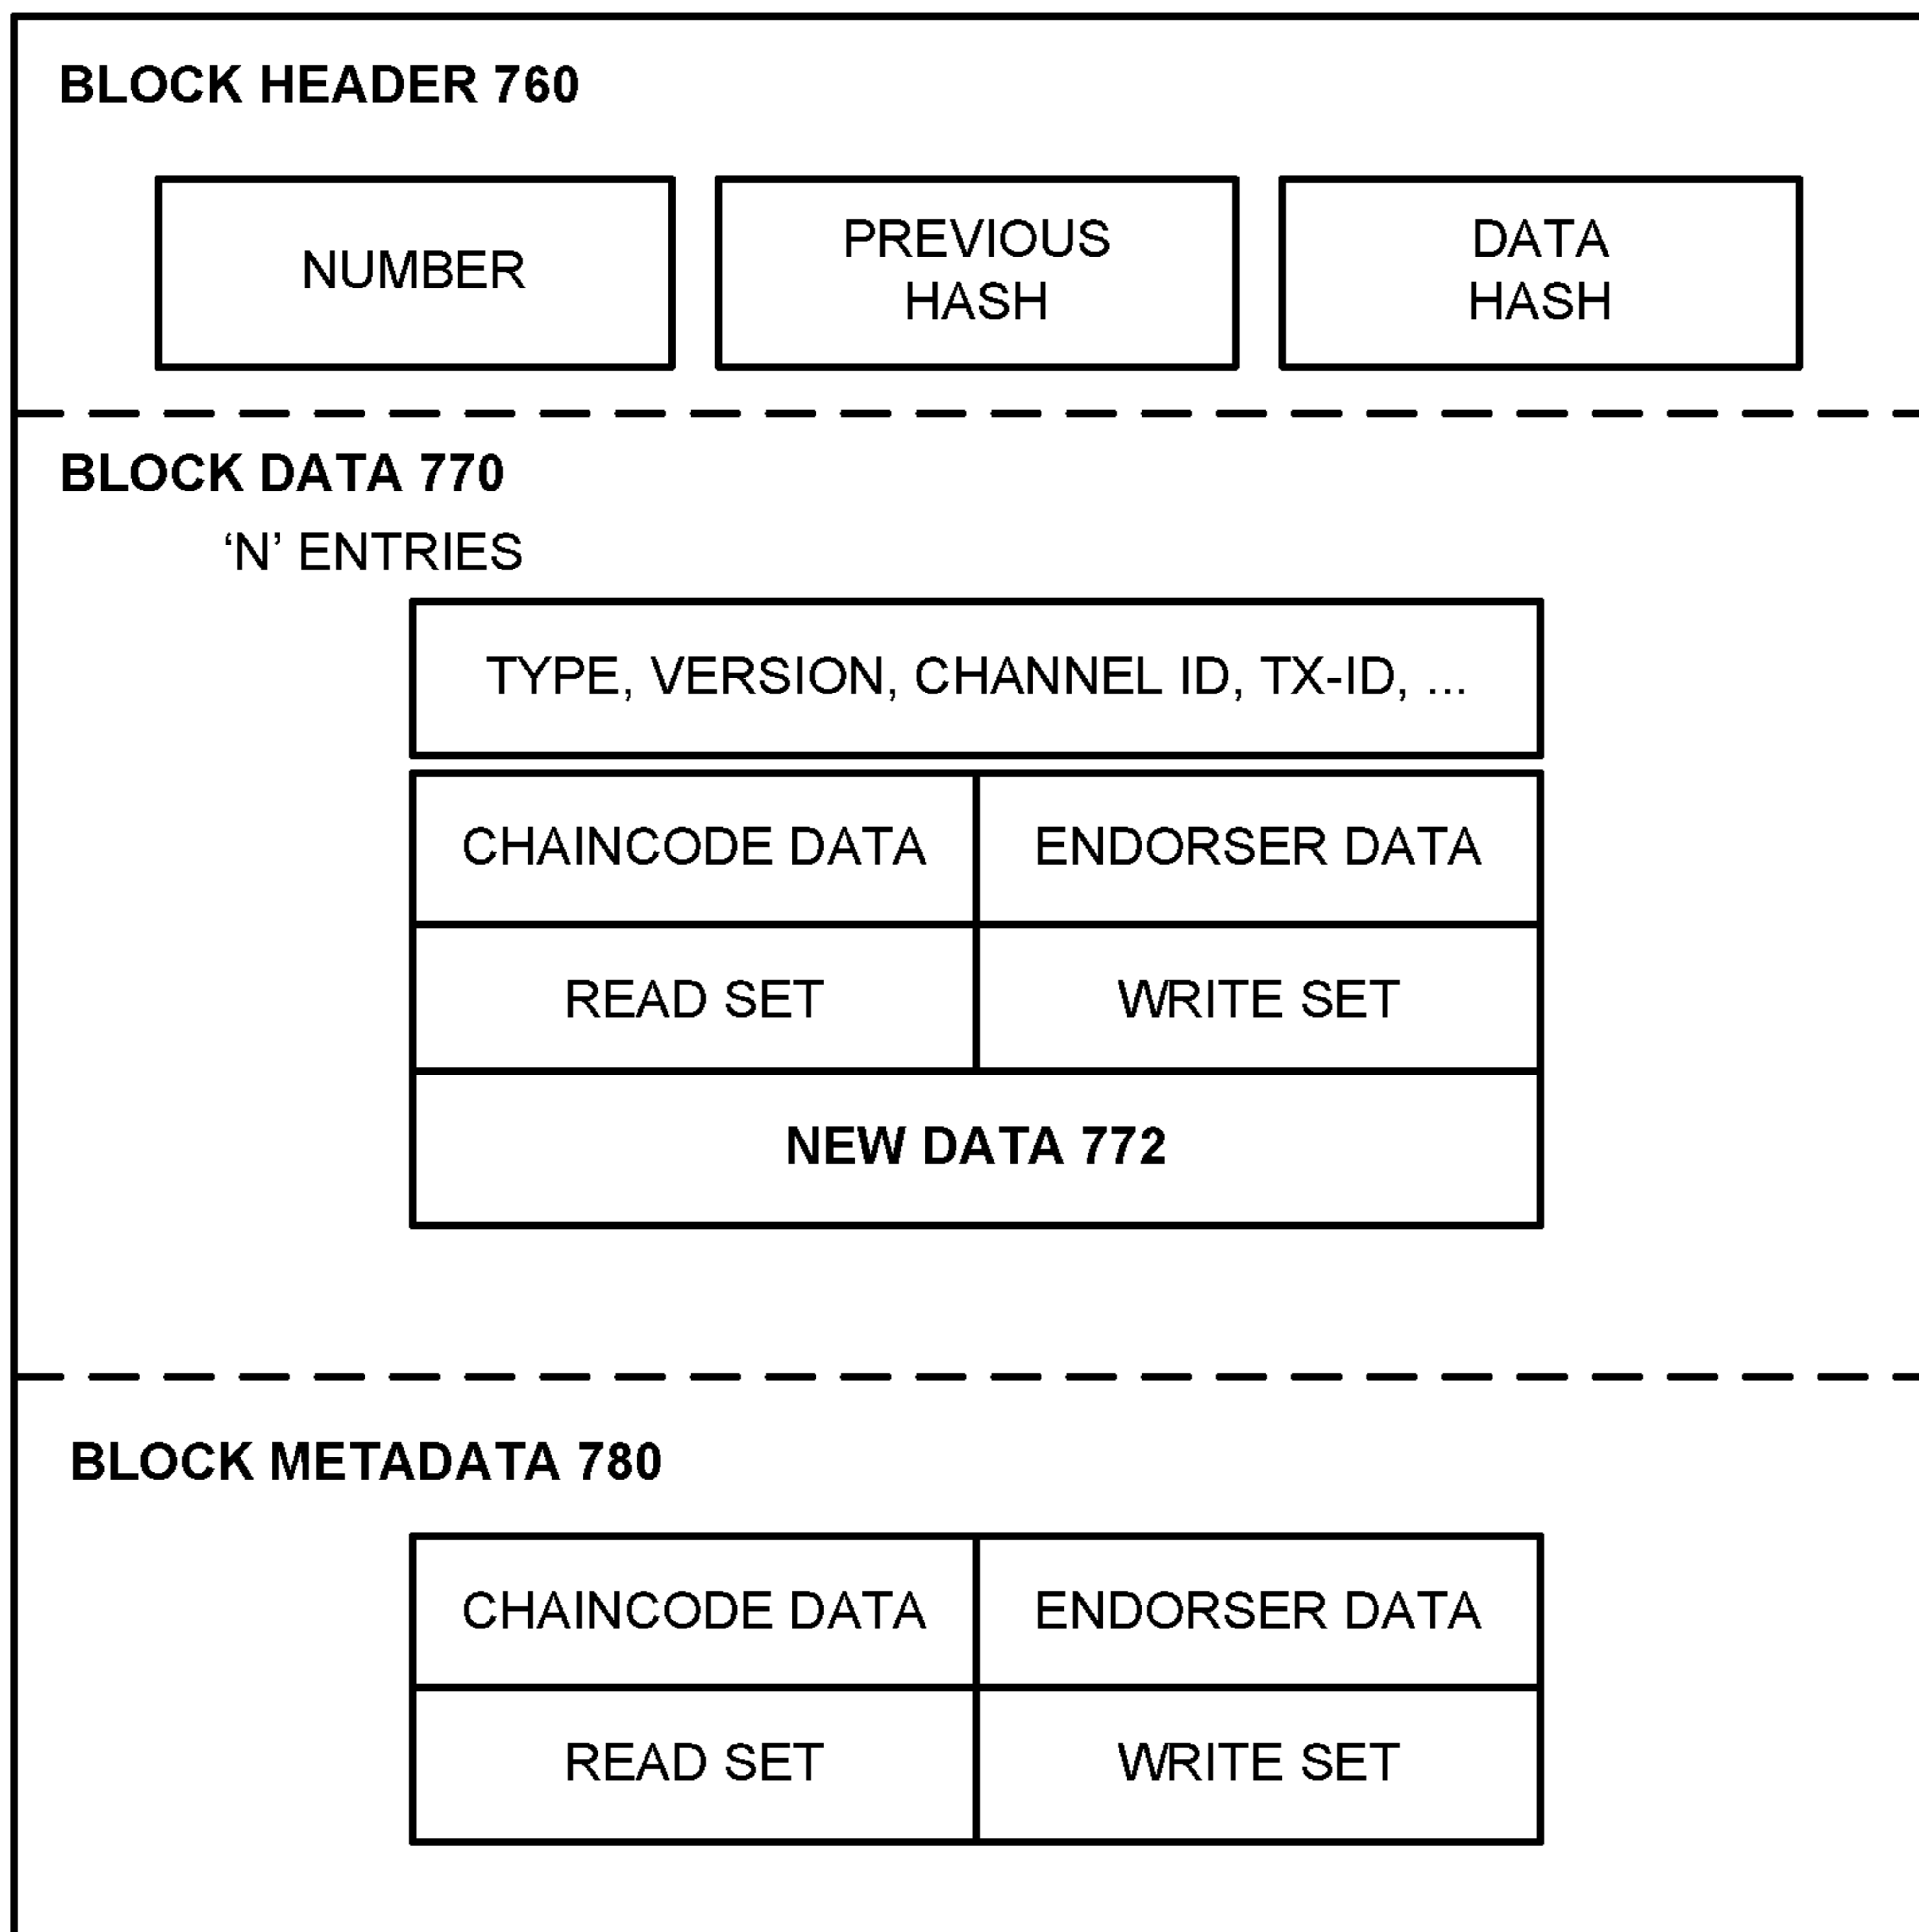 BLOCK HEADER 760
NUMBER
PREVIOUS
HASH
DATA
HASH
BLOCK DATA 770
‘N’ ENTRIES
TYPE, VERSION, CHANNEL ID, TX-ID, ...
CHAINCODE DATA
ENDORSER DATA
READ SET
WRITE SET
NEW DATA 772
BLOCK METADATA 780
CHAINCODE DATA
ENDORSER DATA
READ SET
WRITE SET